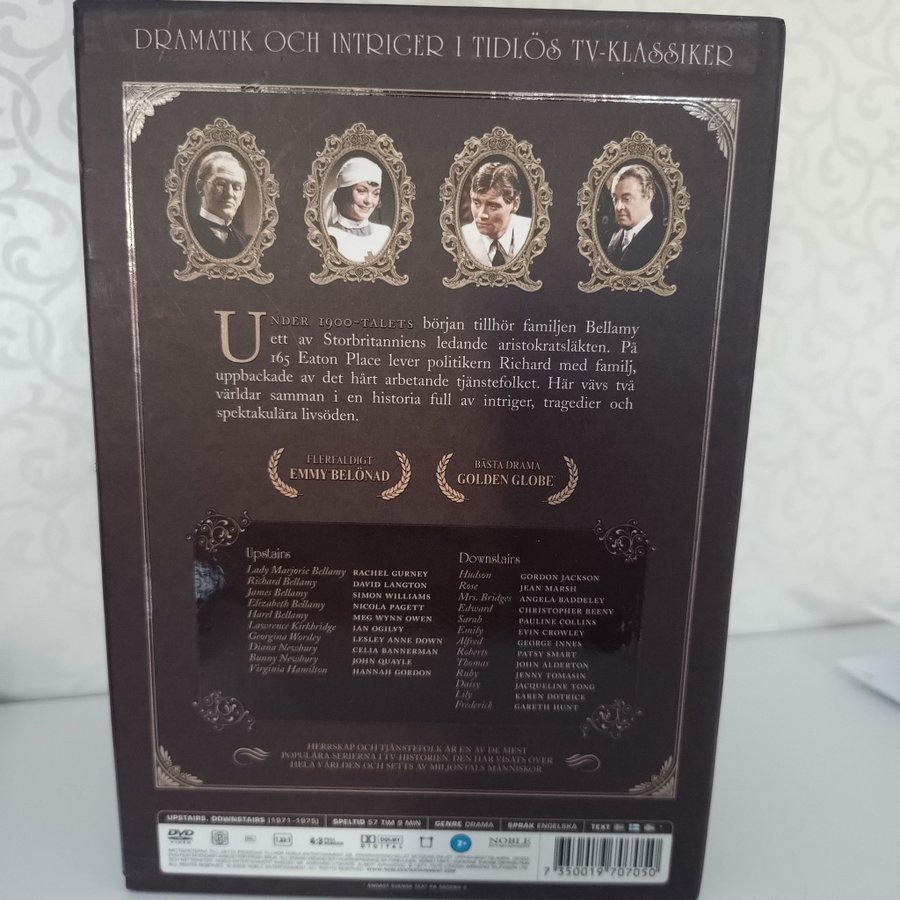 DRAMATIK OCH INTRIGER I TIDLÖS TV-KLASSIKER
UNDER 1900-TALETS början tillhör familjen Bellamy
ett av Storbritanniens ledande aristokratsläkten. På
165 Eaton Place lever politikern Richard med familj,
uppbackade av det hårt arbetande tjänstefolket. Här vävs två
världar samman i en historia full av intriger, tragedier och
spektakulära livsöden.
FLERFALDIGT
EMMY BELÖNAD
BÄSTA DRAMA
GOLDEN GLOBE
Upstairs
Lady Marjorie Bellamy RACHEL GURNEY
Richard Bellamy DAVID LANGTON
James Bellamy SIMON WILLIAMS
Elizabeth Bellamy NICOLA PAGETT
Hazel Bellamy MEG WYNN OWEN
Lawrence Kirkbridge IAN OGILVY
Georgina Worsley LESLEY ANNE DOWN
Diana Newbury CELIA BANNERMAN
Bunny Newbury JOHN QUAYLE
Virginia Hamilton HANNAH GORDON
Downstairs
Hudson GORDON JACKSON
Rose JEAN MARSH
Mrs. Bridges ANGELA BADDELEY
Edward CHRISTOPHER BEENY
Sarah PAULINE COLLINS
Emily EVIN CROWLEY
Alfred GEORGE INNES
Roberts PATSY SMART
Thomas JOHN ALDERTON
Ruby JENNY TOMASIN
Daisy JACQUELINE TONG
Lily KAREN DOTRICE
Frederick GARETH HUNT
HERRSKAP OCH TJÄNSTEFOLK ÄR EN AV DE MEST
POPULÄRA SERIERNA I TV-HISTORIEN. DEN HAR VISATS ÖVER
HELA VÄRLDEN OCH SETTS AV MILJONTALS MÄNNISKOR.
UPSTAIRS, DOWNSTAIRS (1971-1975) SPELTID 57 TIM 9 MIN GENRE DRAMA SPRÅK ENGELSKA TEXT
DVD
VIDEO
4:3
DOLBY
DIGITAL
7+
NOBLE
7 350019 707050